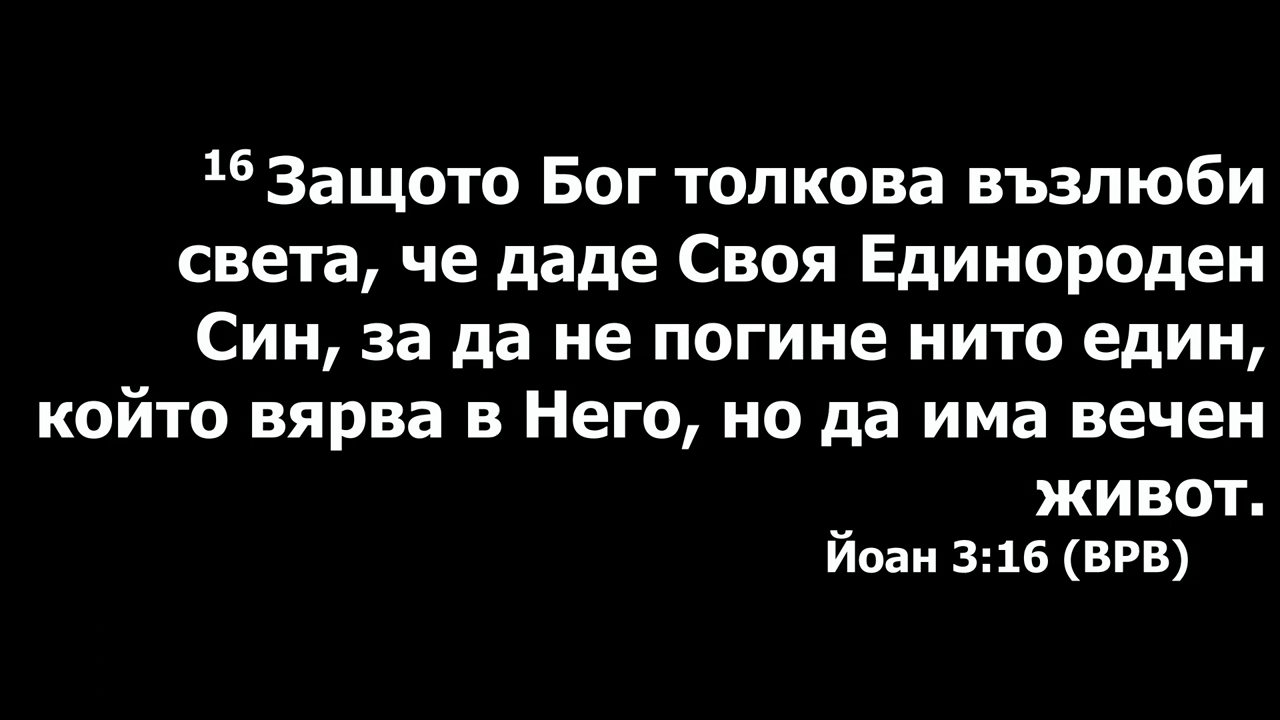 16 Защото Бог толкова възлюби
света, че даде Своя Единороден
Син, за да не погине нито един,
който вярва в Него, но да има вечен
живот.
Йоан 3:16 (ВРВ)